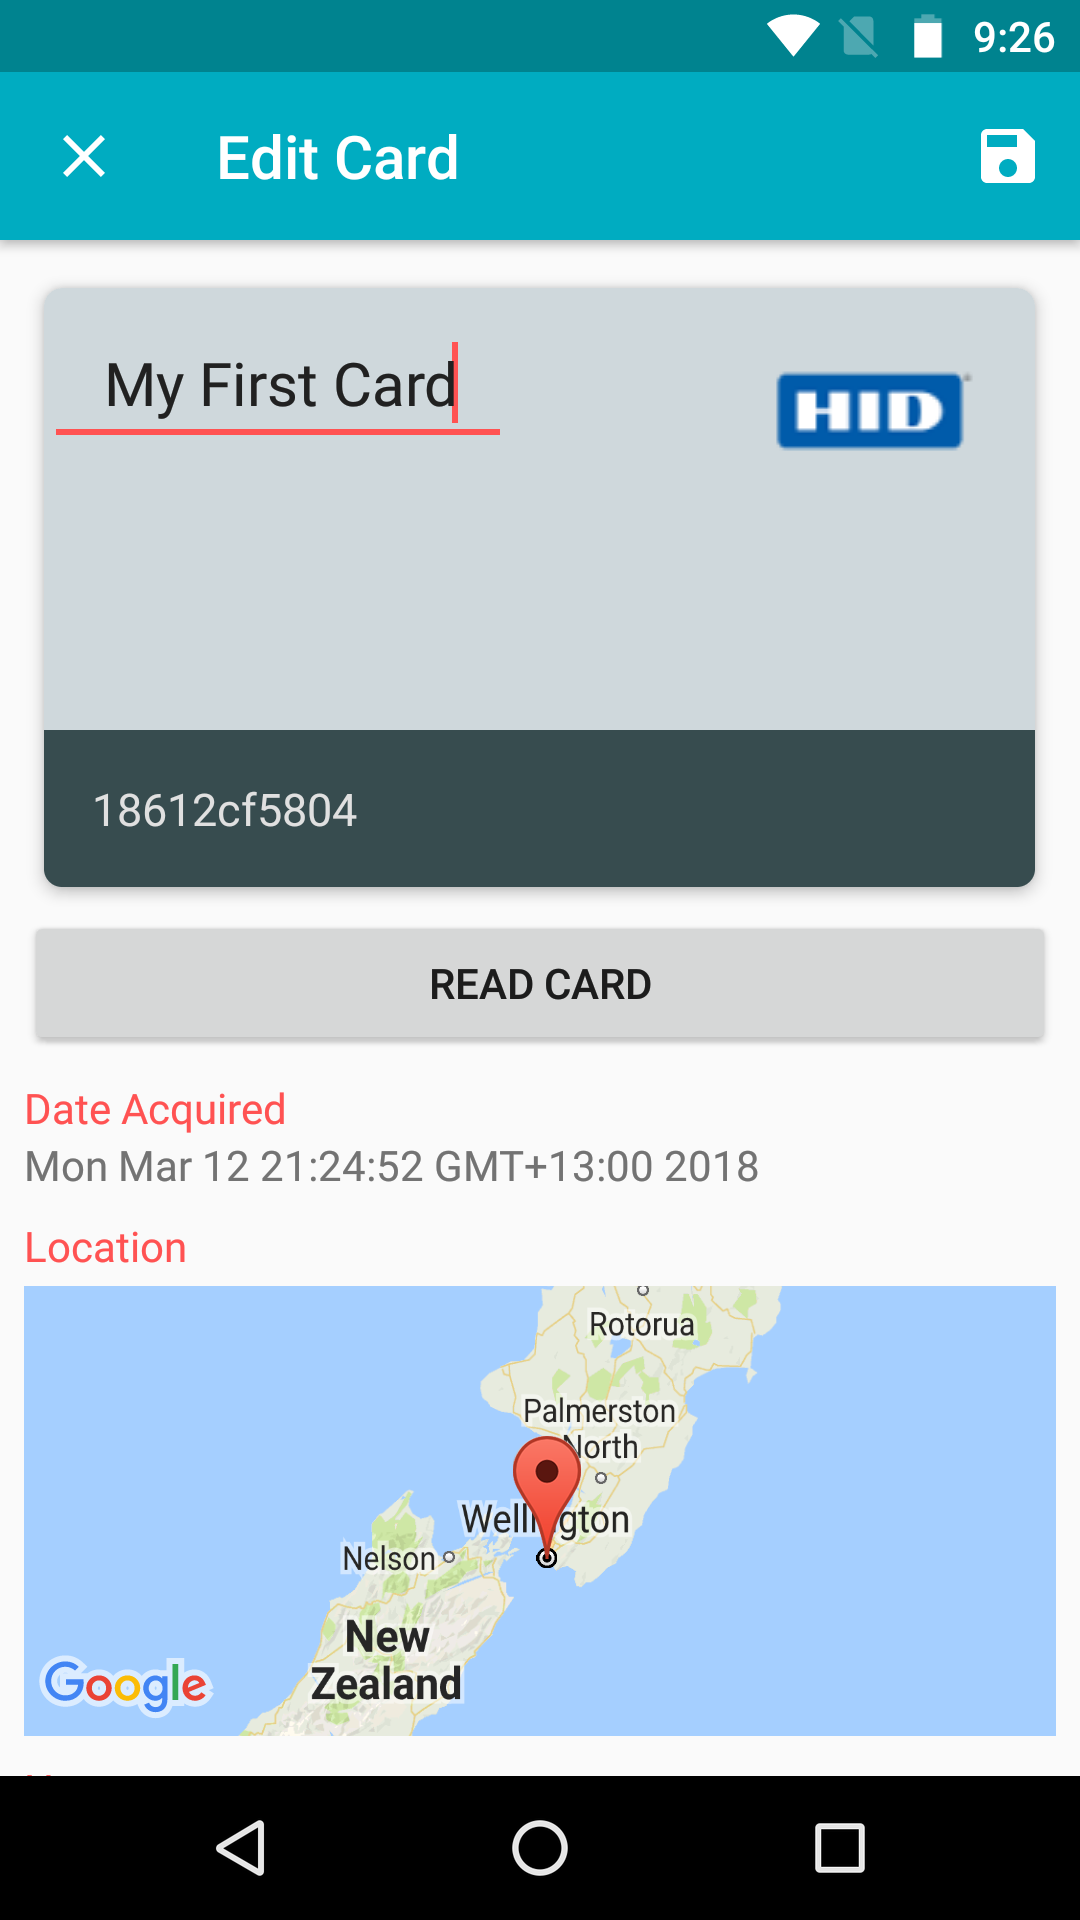 9:26
Edit Card
My First Card
HID
18612cf5804
READ CARD
Date Acquired
Mon Mar 12 21:24:52 GMT+13:00 2018
Location
Rotorua
Palmerston
North
Wellington
Nelson
New
Zealand
Google